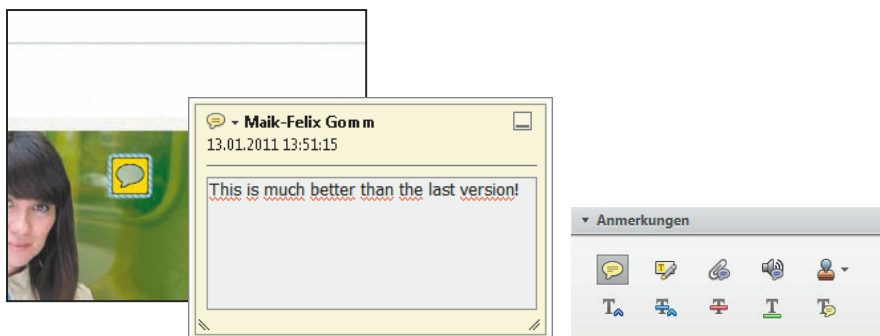 Maik-Felix Gomm
13.01.2011 13:51:15
This is much better than the last version!
Anmerkungen